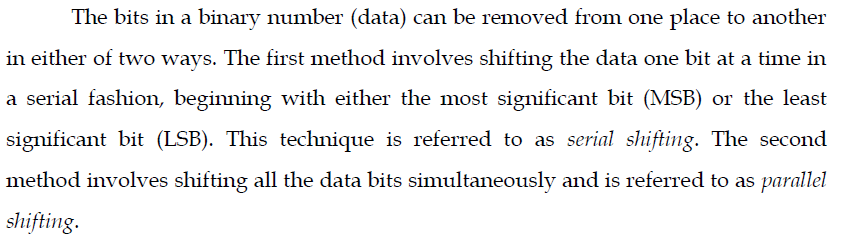 The bits in a binary number (data) can be removed from one place to another
in either of two ways. The first method involves shifting the data one bit at a time in
a serial fashion, beginning with either the most significant bit (MSB) or the least
significant bit (LSB). This technique is referred to as serial shifting. The second
method involves shifting all the data bits simultaneously and is referred to as parallel
shifting.